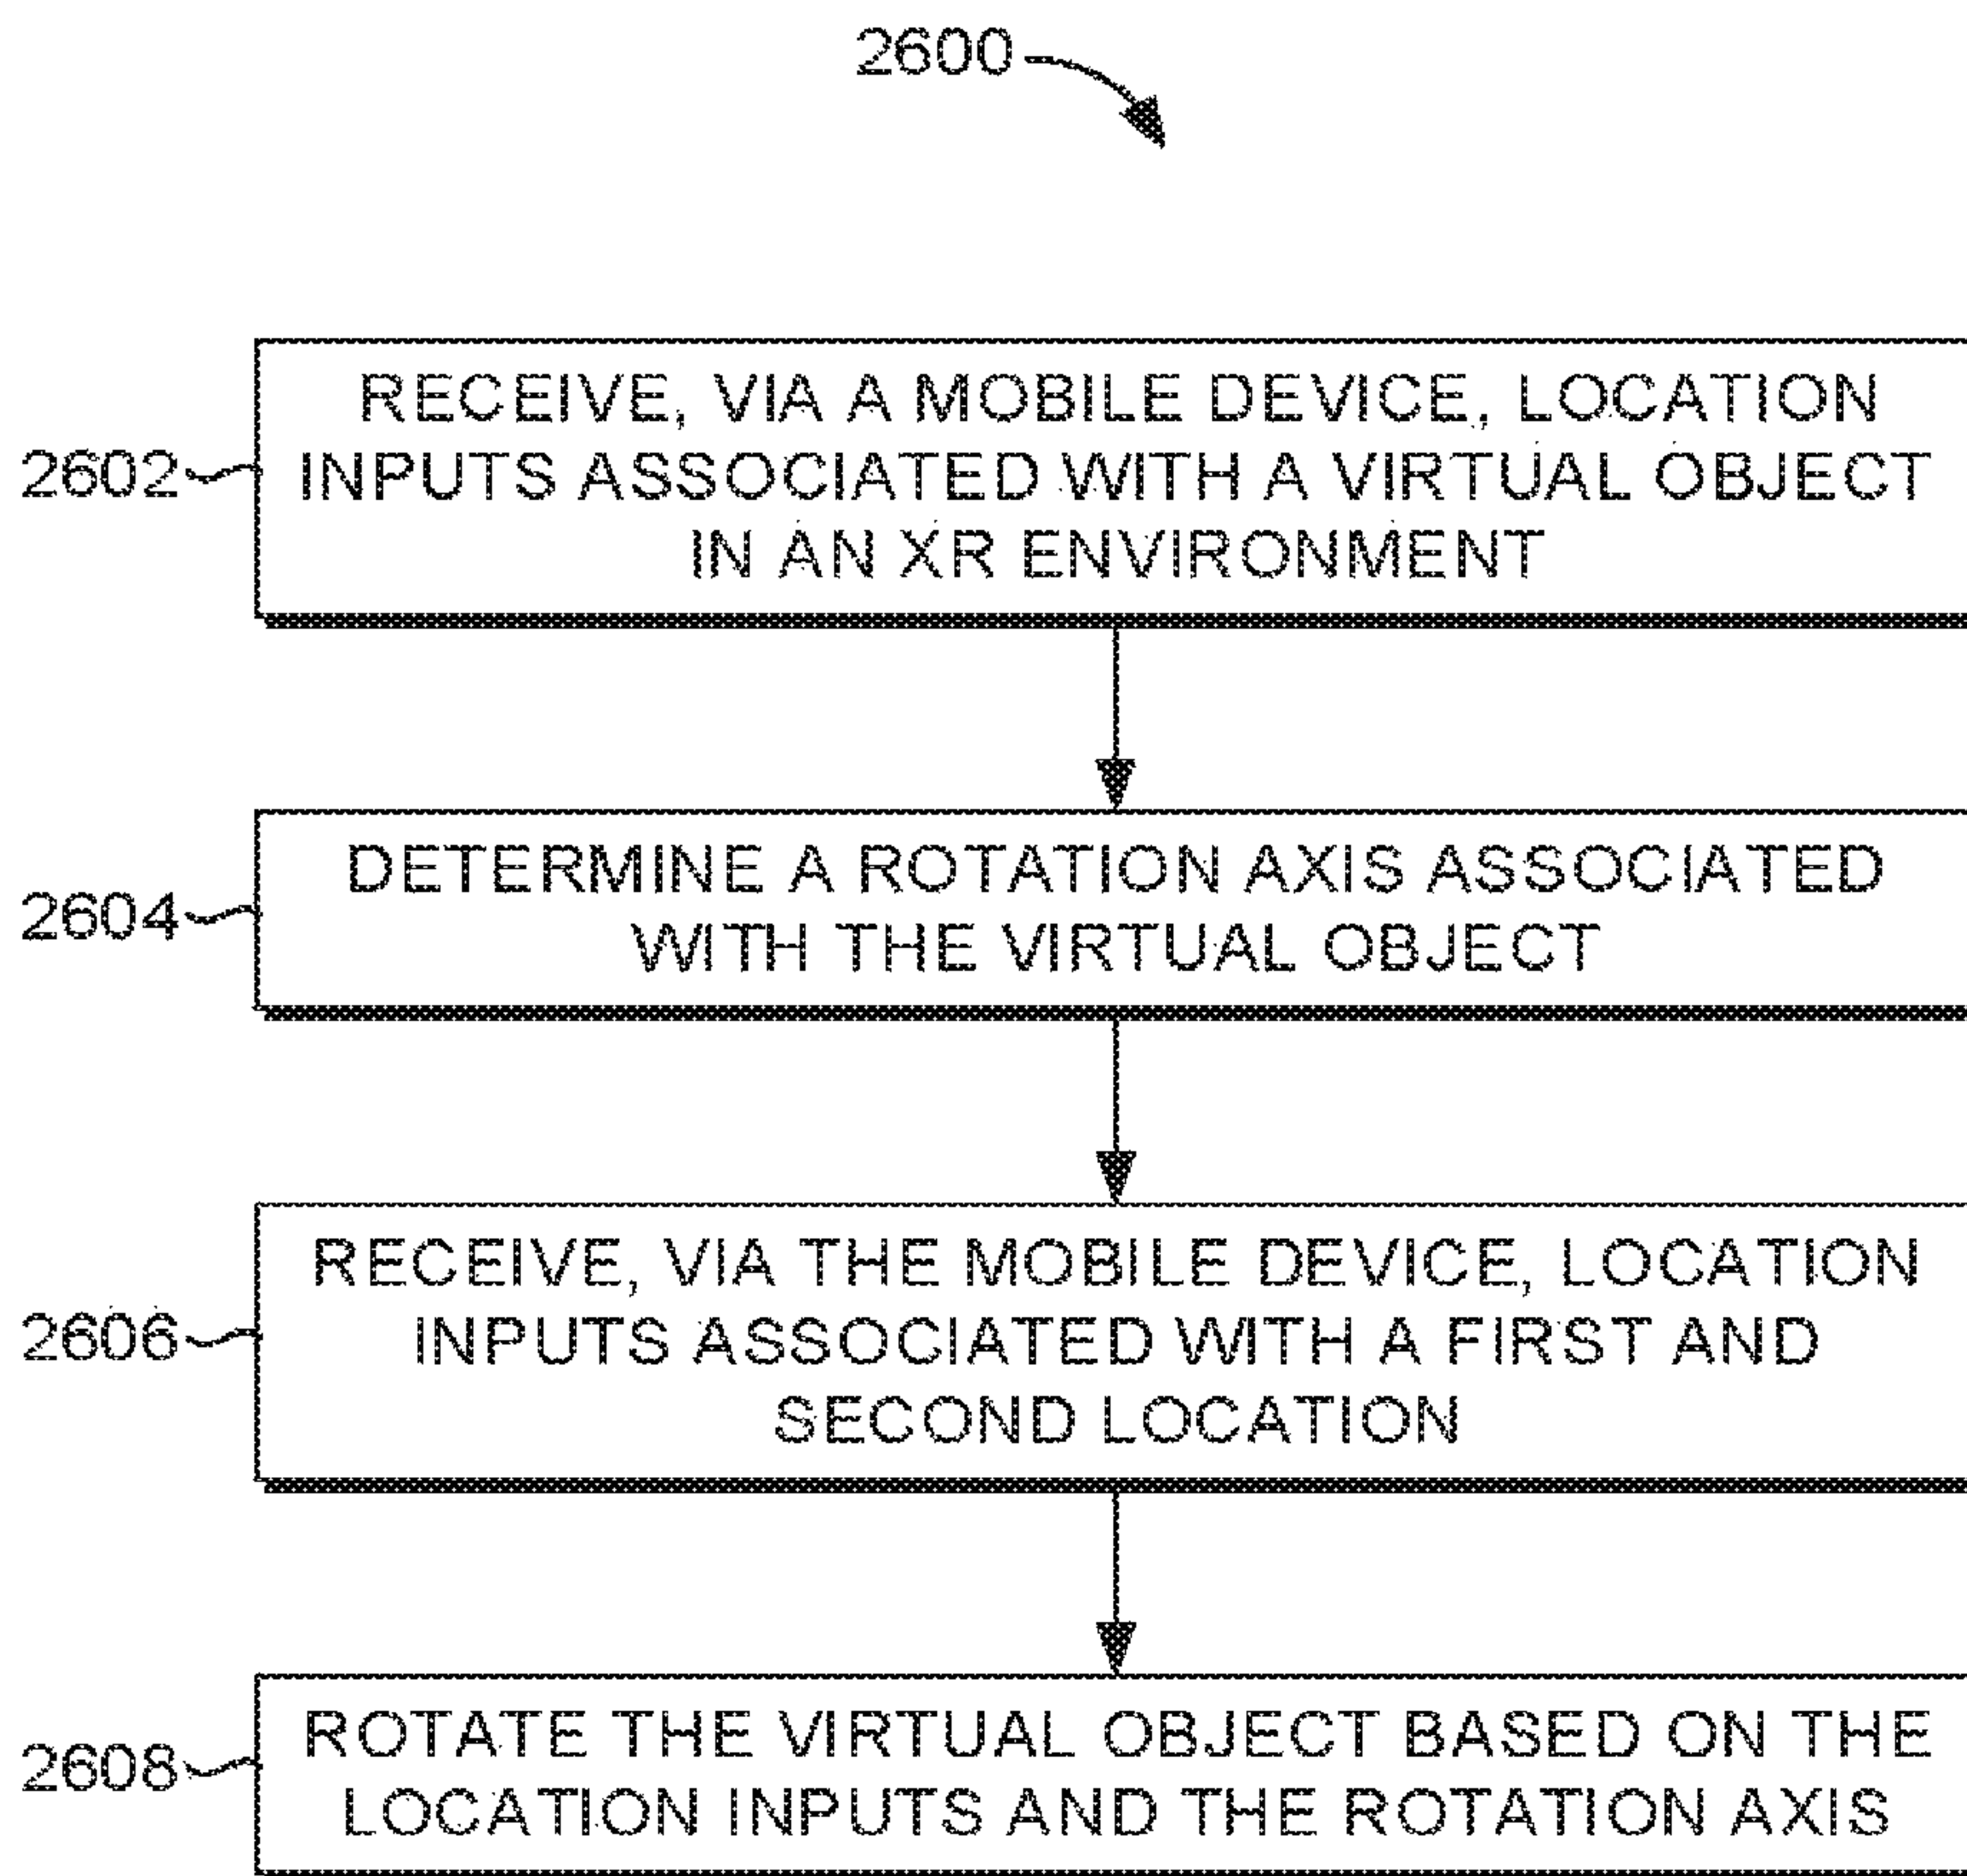 2600
RECEIVE, VIA A MOBILE DEVICE, LOCATION
2602
INPUTS ASSOCIATED WITH A VIRTUAL OBJECT
IN AN XR ENVIRONMENT
DETERMINE A ROTATION AXIS ASSOCIATED
2604
WITH THE VIRTUAL OBJECT
RECEIVE, VIA THE MOBILE DEVICE, LOCATION
2606
INPUTS ASSOCIATED WITH A FIRST AND
SECOND LOCATION
ROTATE THE VIRTUAL OBJECT BASED ON THE
2608
LOCATION INPUTS AND THE ROTATION AXIS